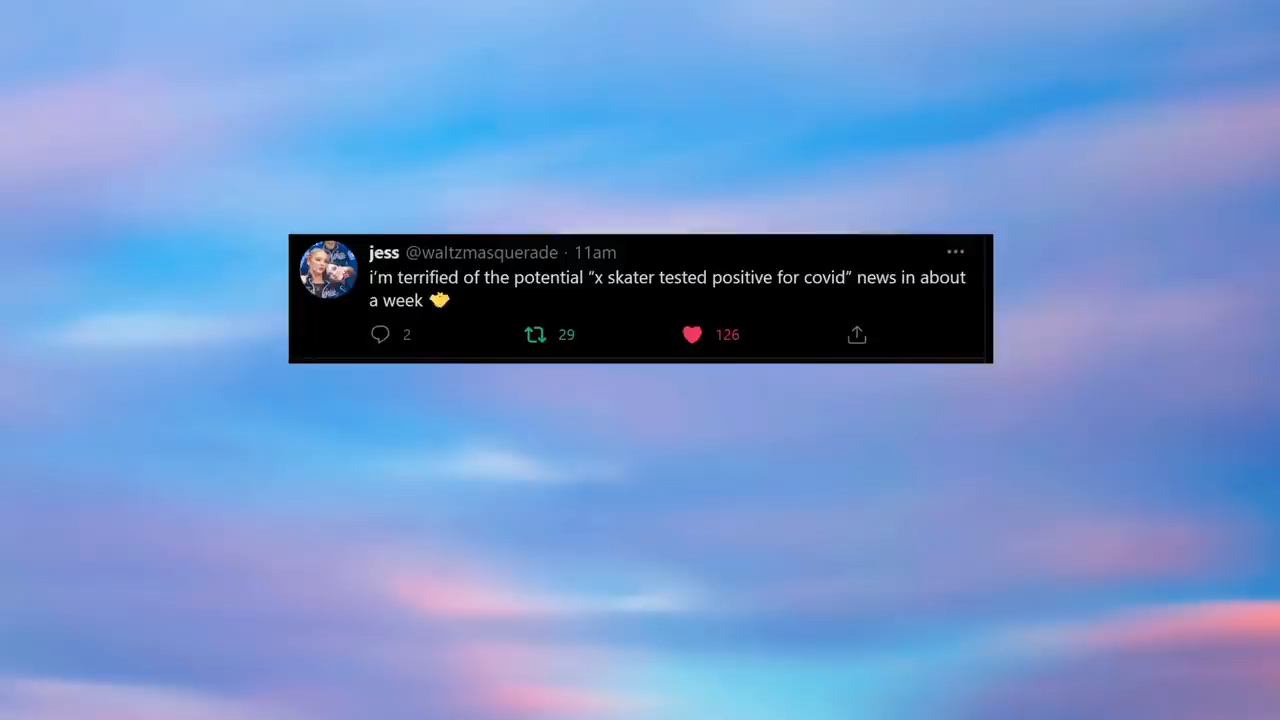 jess @waltzmasquerade · 11am
i'm terrified of the potential “x skater tested positive for covid” news in about
a week 🤝
2 29 126